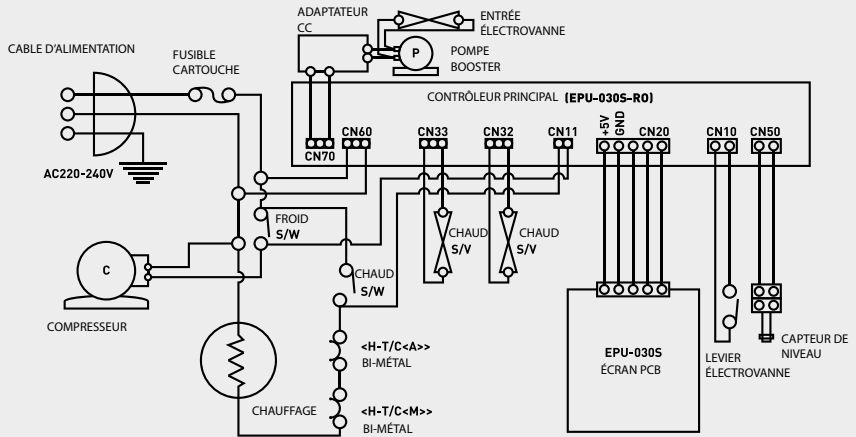 ADAPTATEUR
CC
ENTRÉE
ÉLECTROVANNE
CABLE D'ALIMENTATION
FUSIBLE
CARTOUCHE
P
POMPE
BOOSTER
CONTRÔLEUR PRINCIPAL (EPU-030S-RO)
CN70
CN60
CN33
CN32
CN11
+5V
GND
CN20
CN10
CN50
AC220-240V
FROID
S/W
CHAUD
S/V
CHAUD
S/V
C
CHAUD
S/W
COMPRESSEUR
<H-T/C<A>>
BI-MÉTAL
EPU-030S
ÉCRAN PCB
LEVIER
ÉLECTROVANNE
CAPTEUR DE
NIVEAU
CHAUFFAGE
<H-T/C<M>>
BI-MÉTAL